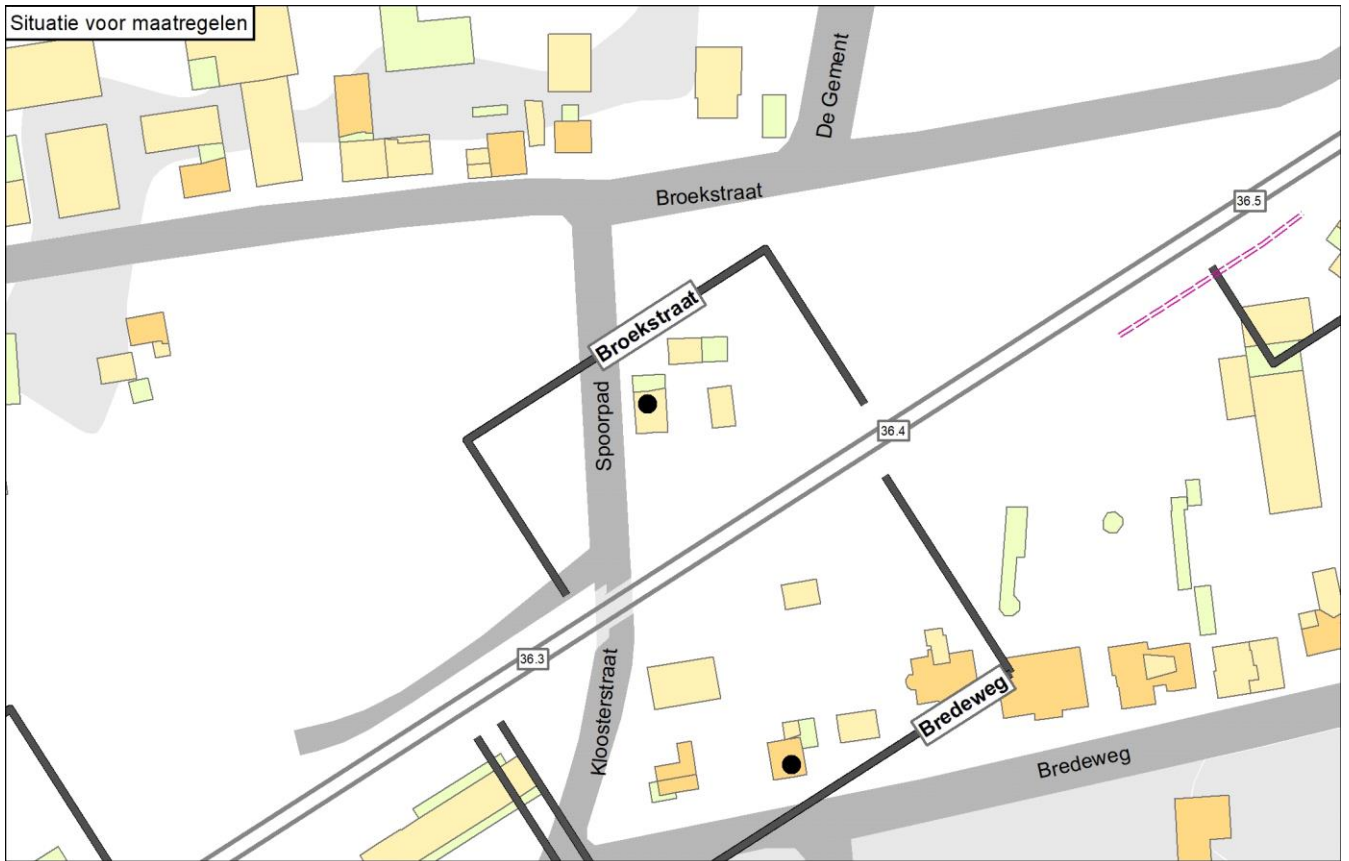 Situatie voor maatregelen
De Gement
Broekstraat
36.5
Broekstraat
Spoorpad
36.4
36.3
Kloosterstraat
Bredeweg
Bredeweg